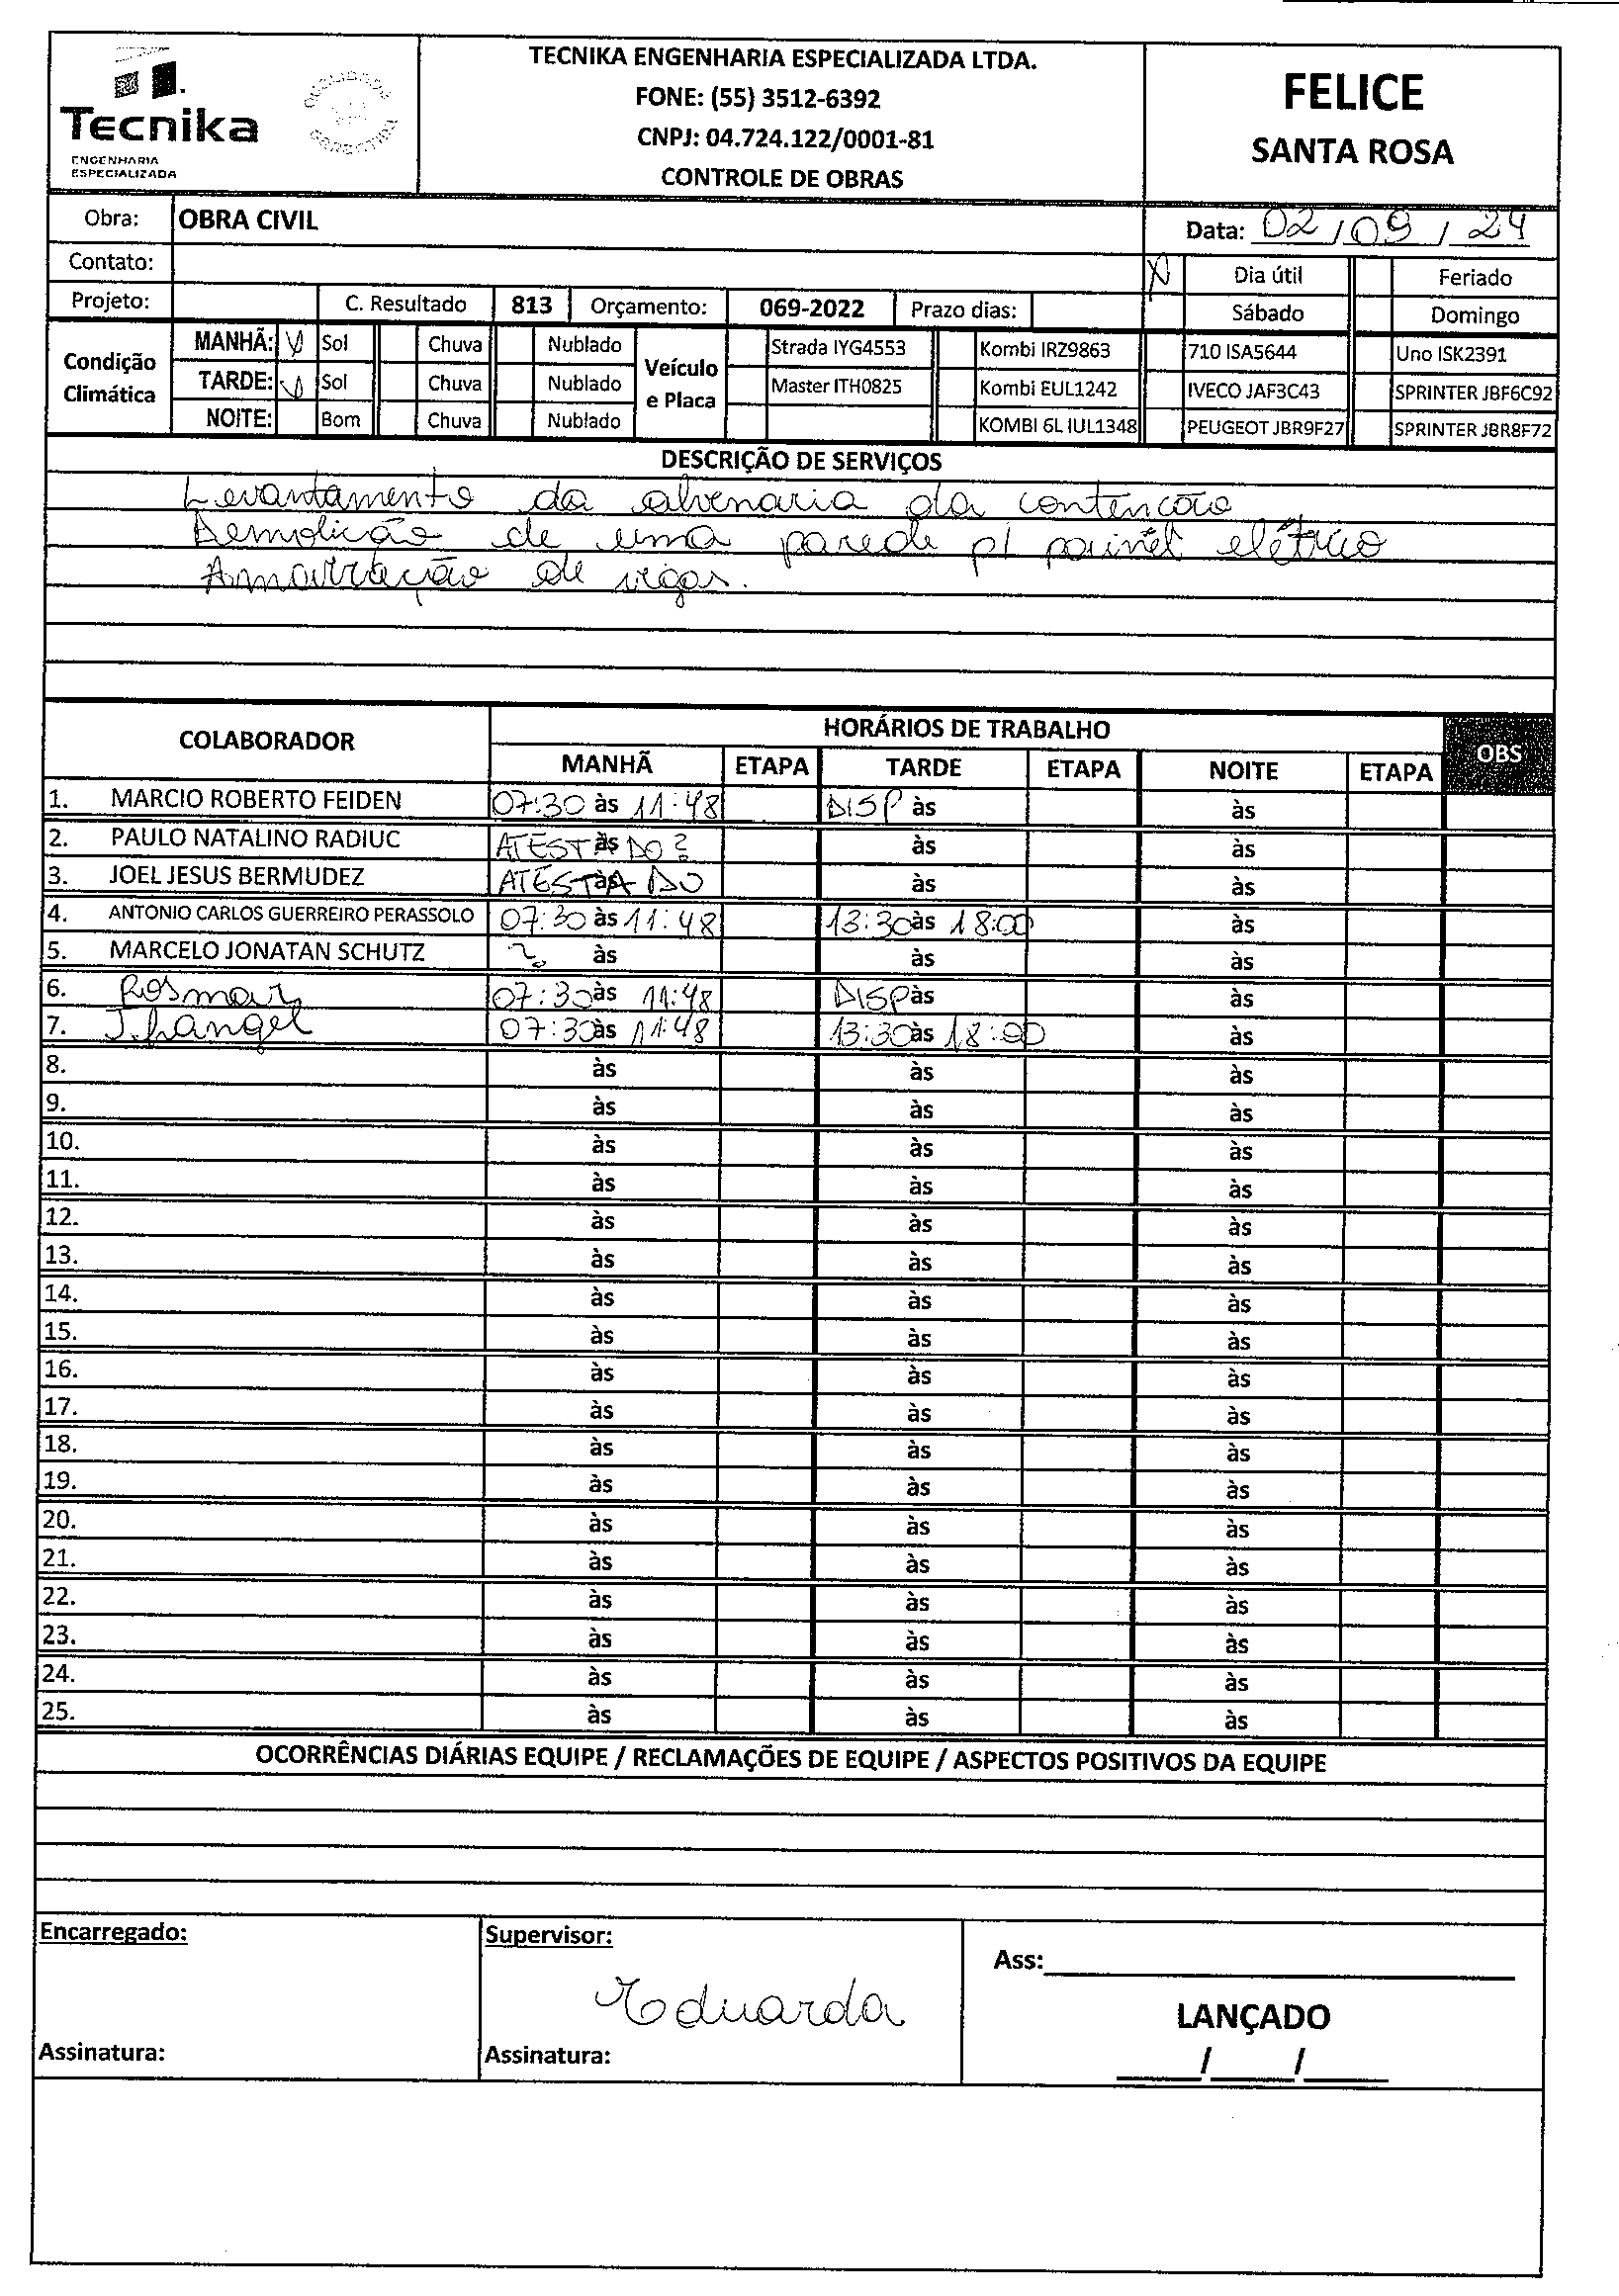 TECNIKA ENGENHARIA ESPECIALIZADA LTDA.
FONE: (55) 3512-6392
CNPJ: 04.724.122/0001-81
CONTROLE DE OBRAS
Tecnika
ENGENHARIA
ESPECIALIZADA
FELICE
SANTA ROSA
Obra: OBRA CIVIL
Data: 02/09/24
Contato:
Dia útil Feriado
Projeto: C. Resultado 813 Orçamento: 069-2022 Prazo dias:
Sábado Domingo
Condição Climática
MANHÃ: Sol Chuva Nublado
TARDE: Sol Chuva Nublado
NOITE: Bom Chuva Nublado
Veículo e Placa
Strada IYG4553 Kombi IRZ9863 710 ISA5644 Uno ISK2391
Master ITH0825 Kombi EUL1242 IVECO JAF3C43 SPRINTER JBF6C92
KOMBI 6L IUL1348 PEUGEOT JBR9F27 SPRINTER JBR8F72
DESCRIÇÃO DE SERVIÇOS
Levantamento da alvenaria da contencão
Demolição de uma parede p/ painél elétrico
Amarração de vigas.
COLABORADOR HORÁRIOS DE TRABALHO OBS
MANHÃ ETAPA TARDE ETAPA NOITE ETAPA
1. MARCIO ROBERTO FEIDEN 07:30 às 11:48 DISP às às
2. PAULO NATALINO RADIUC ATESTADO? às às às
3. JOEL JESUS BERMUDEZ ATESTADO às às às
4. ANTONIO CARLOS GUERREIRO PERASSOLO 07:30 às 11:48 13:30 às 18:00 às
5. MARCELO JONATAN SCHUTZ ? às às às
6. Rosmar 07:30 às 11:48 DISP às às
7. Jhangel 07:30 às 11:48 13:30 às 18:00 às
8. às às às
9. às às às
10. às às às
11. às às às
12. às às às
13. às às às
14. às às às
15. às às às
16. às às às
17. às às às
18. às às às
19. às às às
20. às às às
21. às às às
22. às às às
23. às às às
24. às às às
25. às às às
OCORRÊNCIAS DIÁRIAS EQUIPE / RECLAMAÇÕES DE EQUIPE / ASPECTOS POSITIVOS DA EQUIPE
Encarregado:
Supervisor:
Ass:
Eduarda
LANÇADO
Assinatura:
Assinatura:
/ /